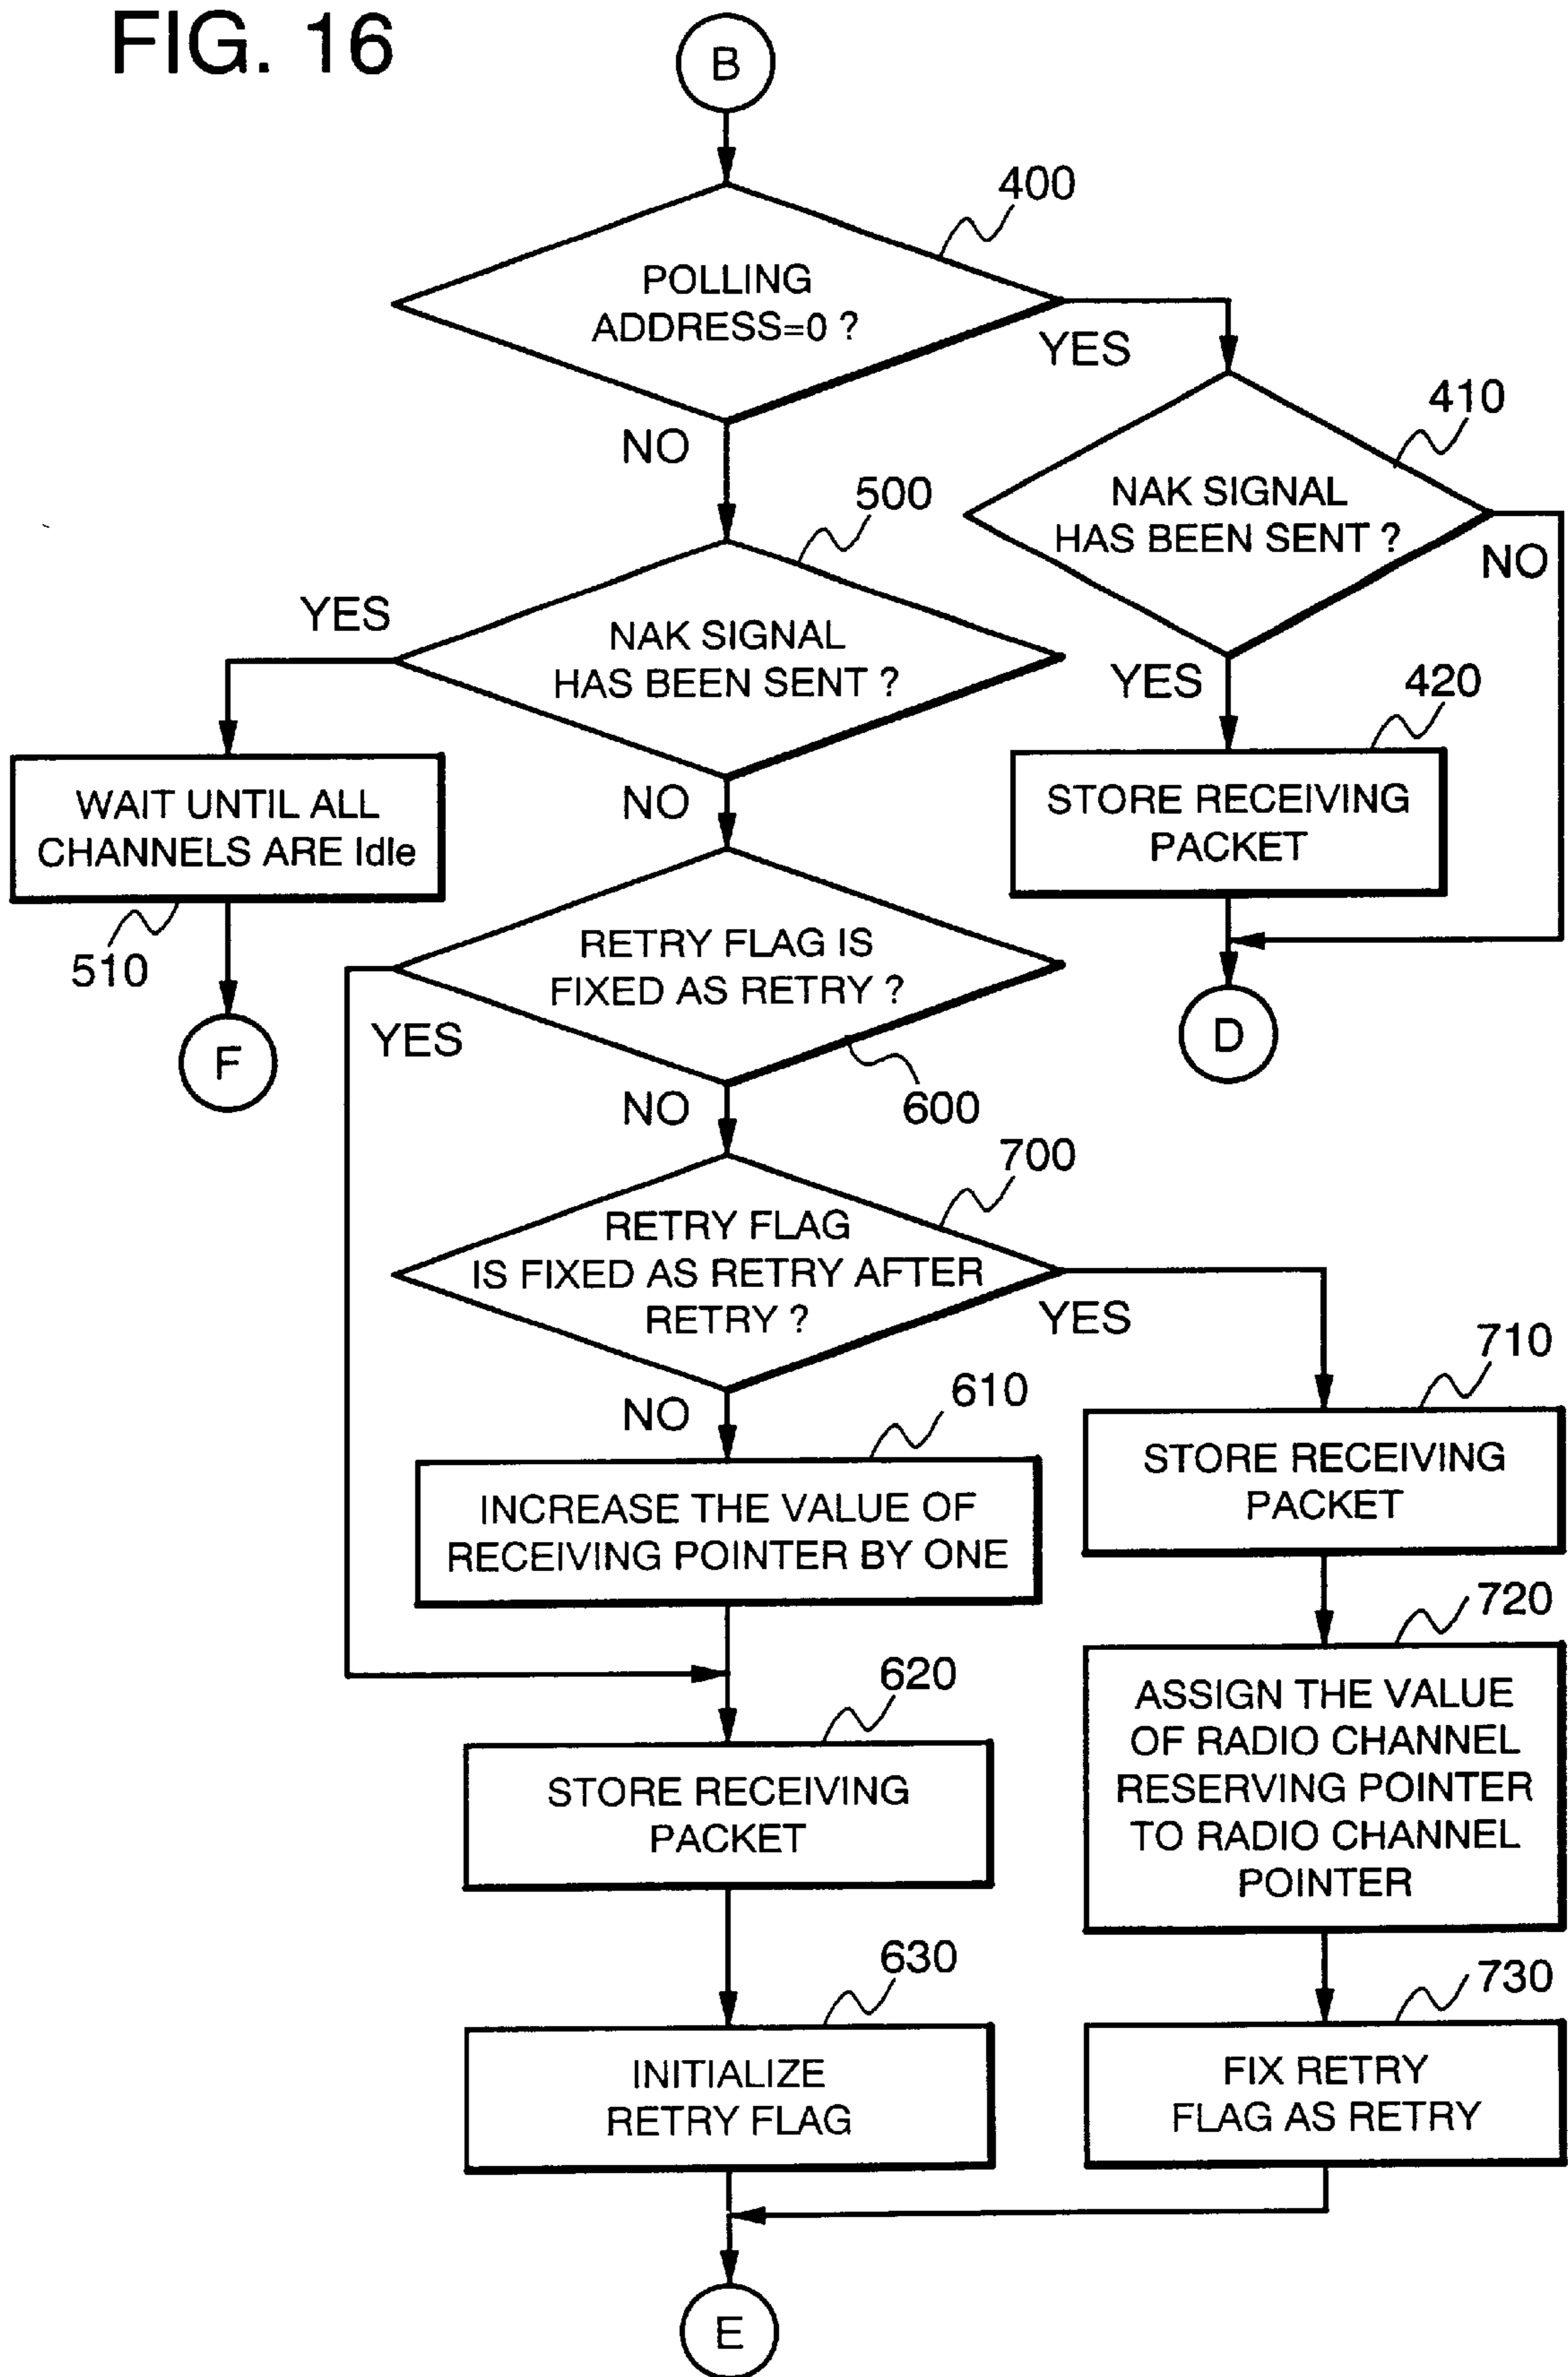 FIG. 16
B
400
POLLING
ADDRESS=0 ?
YES
NO
410
NAK SIGNAL
HAS BEEN SENT ?
NO
YES
500
NAK SIGNAL
HAS BEEN SENT ?
YES
NO
420
STORE RECEIVING
PACKET
D
WAIT UNTIL ALL
CHANNELS ARE Idle
510
F
RETRY FLAG IS
FIXED AS RETRY ?
YES
600
NO
700
RETRY FLAG
IS FIXED AS RETRY AFTER
RETRY ?
YES
NO
610
INCREASE THE VALUE OF
RECEIVING POINTER BY ONE
710
STORE RECEIVING
PACKET
620
STORE RECEIVING
PACKET
720
ASSIGN THE VALUE
OF RADIO CHANNEL
RESERVING POINTER
TO RADIO CHANNEL
POINTER
630
INITIALIZE
RETRY FLAG
730
FIX RETRY
FLAG AS RETRY
E